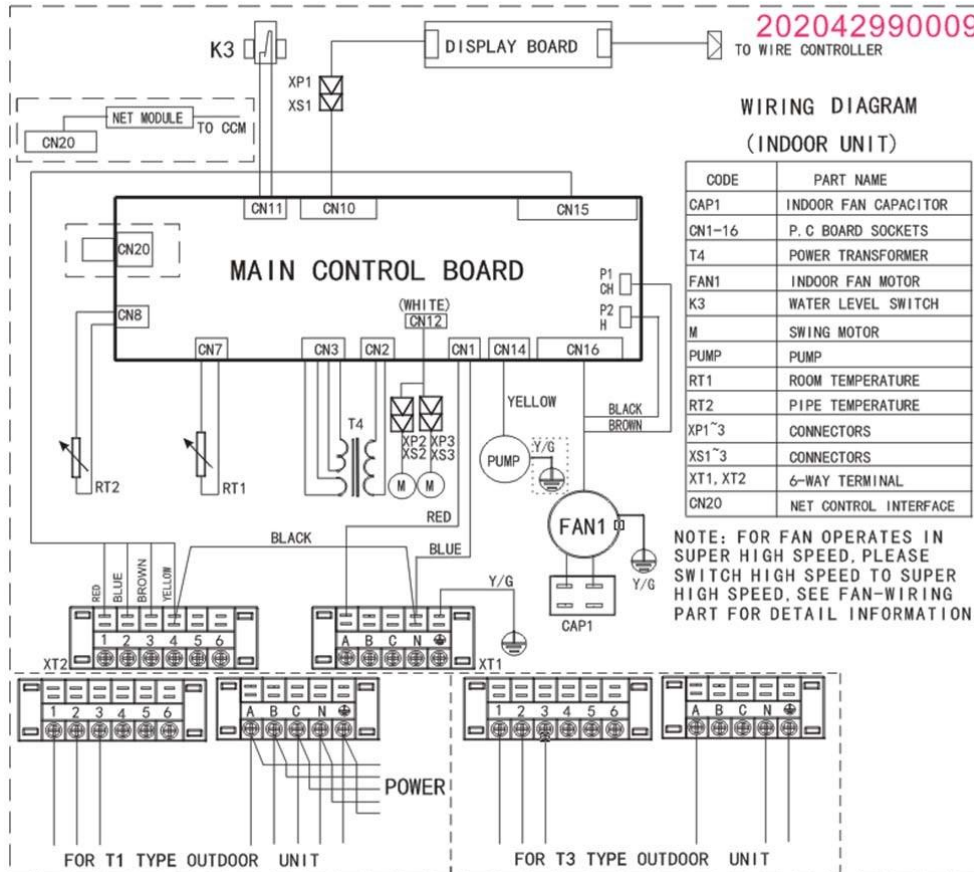 202042990009
K3
DISPLAY BOARD
TO WIRE CONTROLLER
XP1
XS1
NET MODULE
TO CCM
CN20
WIRING DIAGRAM
(INDOOR UNIT)
CODE PART NAME
CAP1 INDOOR FAN CAPACITOR
CN1-16 P.C BOARD SOCKETS
T4 POWER TRANSFORMER
FAN1 INDOOR FAN MOTOR
K3 WATER LEVEL SWITCH
M SWING MOTOR
PUMP PUMP
RT1 ROOM TEMPERATURE
RT2 PIPE TEMPERATURE
XP1~3 CONNECTORS
XS1~3 CONNECTORS
XT1, XT2 6-WAY TERMINAL
CN20 NET CONTROL INTERFACE
CN11 CN10 CN15
CN20
MAIN CONTROL BOARD
P1
CH
P2
H
(WHITE)
CN12
CN8
CN7 CN3 CN2 CN1 CN14 CN16
YELLOW
BLACK
BROWN
T4
XP2 XP3
XS2 XS3
M M
PUMP
Y/G
RT2
RT1
RED
FAN1
BLACK
BLUE
Y/G
Y/G
CAP1
NOTE: FOR FAN OPERATES IN
SUPER HIGH SPEED, PLEASE
SWITCH HIGH SPEED TO SUPER
HIGH SPEED, SEE FAN-WIRING
PART FOR DETAIL INFORMATION
RED
BLUE
BROWN
YELLOW
1 2 3 4 5 6
A B C N
XT2
XT1
1 2 3 4 5 6
A B C N
1 2 3 4 5 6
A B C N
POWER
FOR T1 TYPE OUTDOOR UNIT
FOR T3 TYPE OUTDOOR UNIT